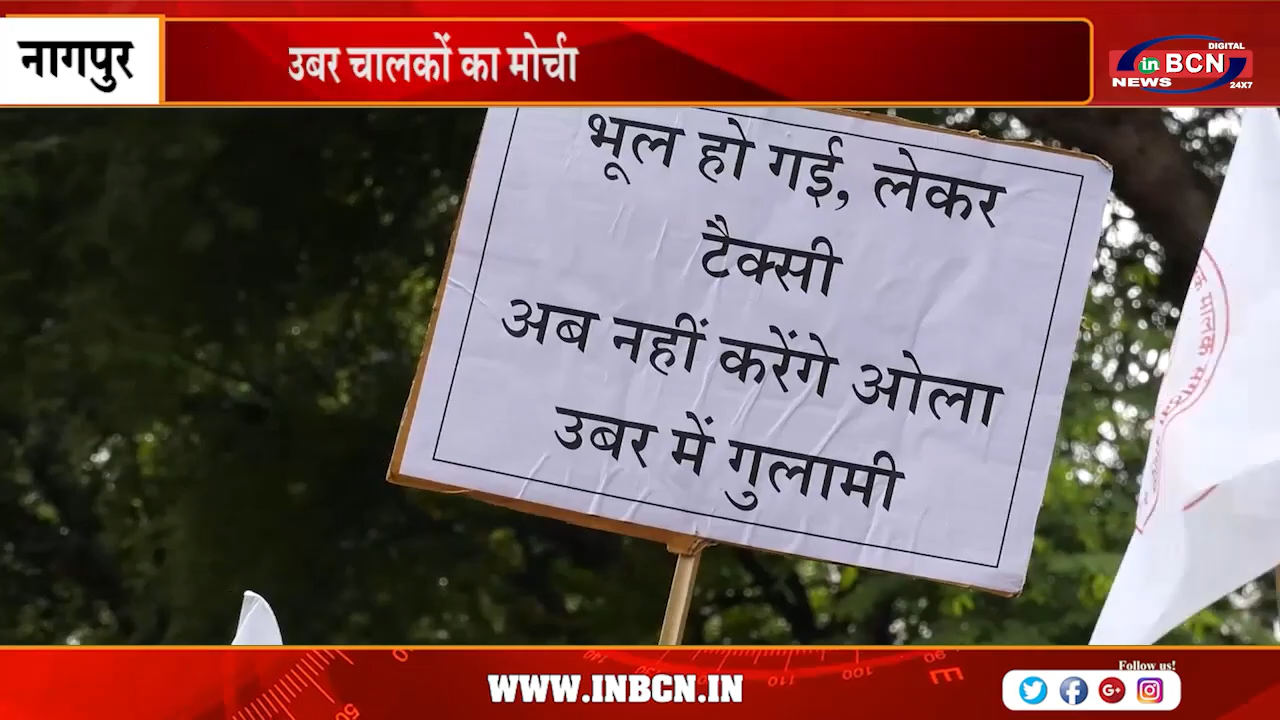 नागपुर
उबर चालकों का मोर्चा
DIGITAL
in BCN
NEWS 24X7
भूल हो गई, लेकर
टैक्सी
अब नहीं करेंगे ओला
उबर में गुलामी
मालक
WWW.INBCN.IN
Follow us!